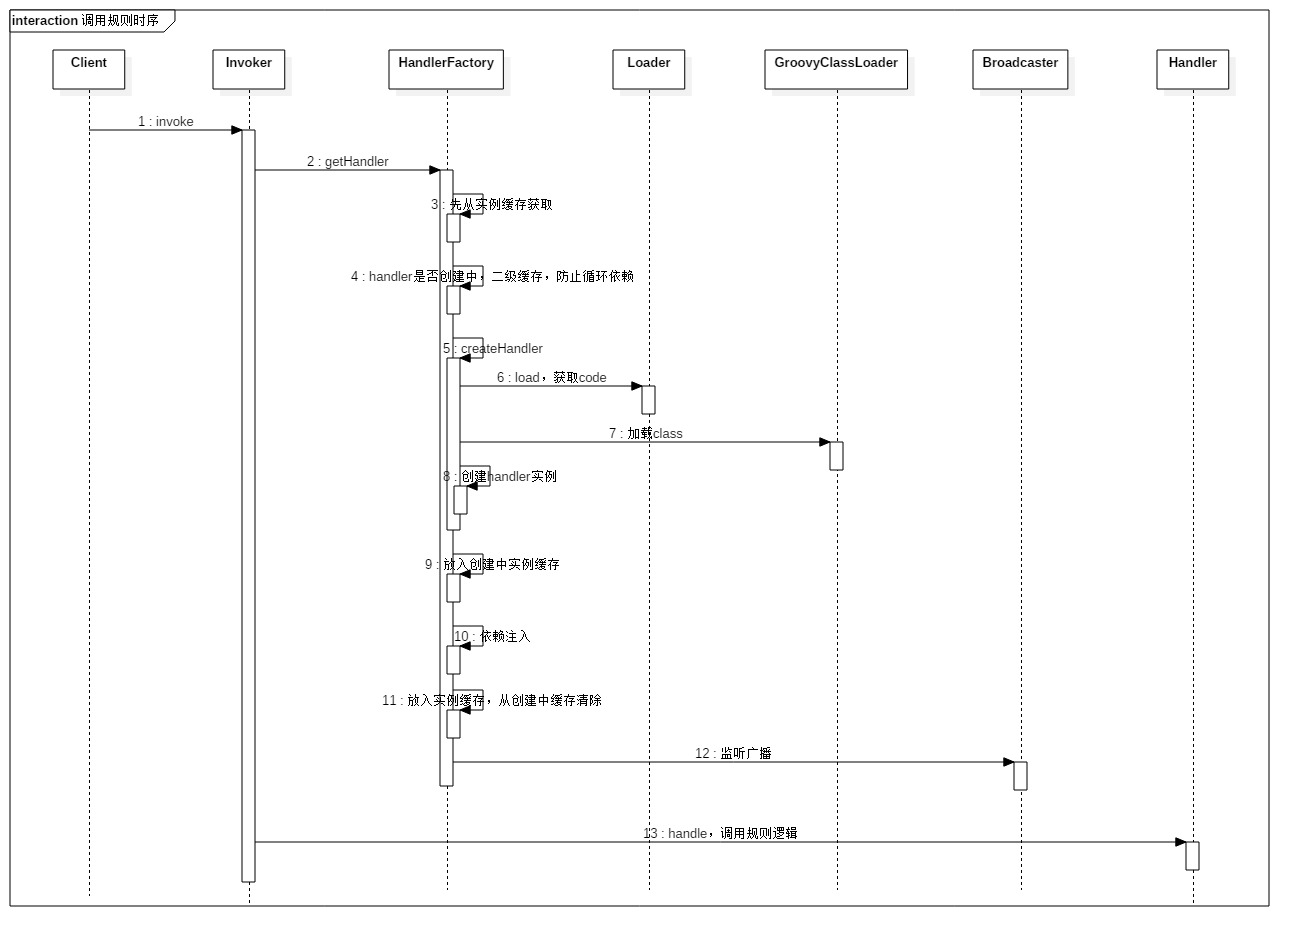 interaction 调用规则时序
Client
Invoker
HandlerFactory
Loader
GroovyClassLoader
Broadcaster
Handler
1 : invoke
2 : getHandler
3 : 先从实例缓存获取
4 : handler是否创建中，二级缓存，防止循环依赖
5 : createHandler
6 : load，获取code
7 : 加载class
8 : 创建handler实例
9 : 放入创建中实例缓存
10 : 依赖注入
11 : 放入实例缓存，从创建中缓存清除
12 : 监听广播
13 : handle，调用规则逻辑